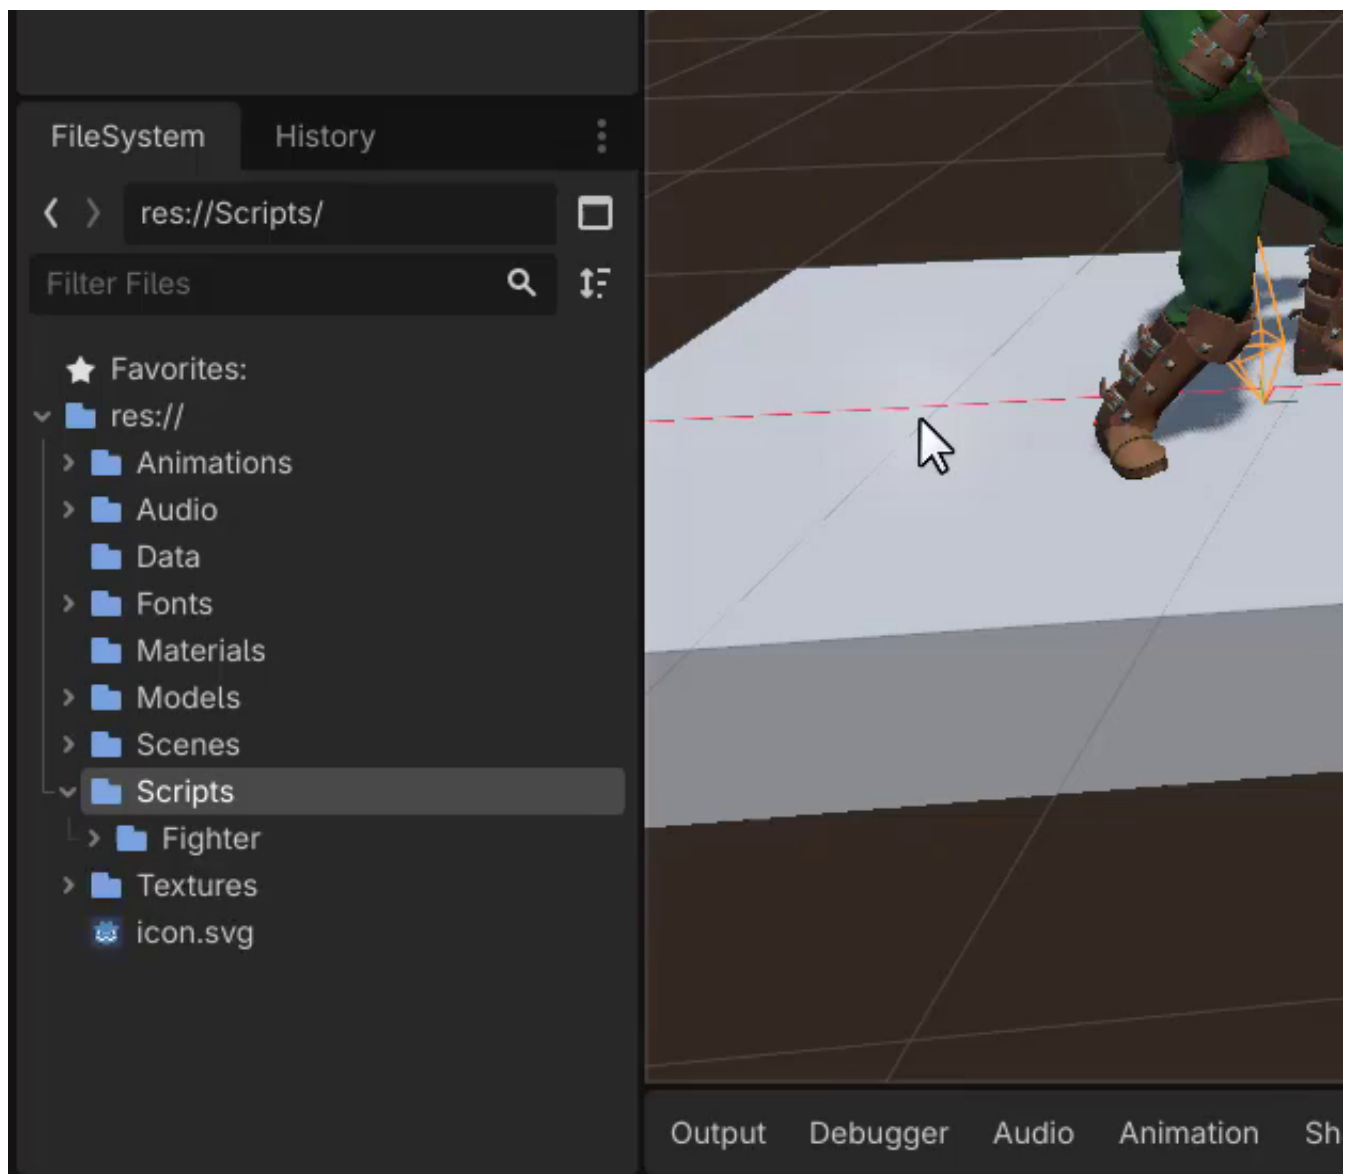 FileSystem History
res://Scripts/
Filter Files
Favorites:
res://
Animations
Audio
Data
Fonts
Materials
Models
Scenes
Scripts
Fighter
Textures
icon.svg
Output Debugger Audio Animation Sh